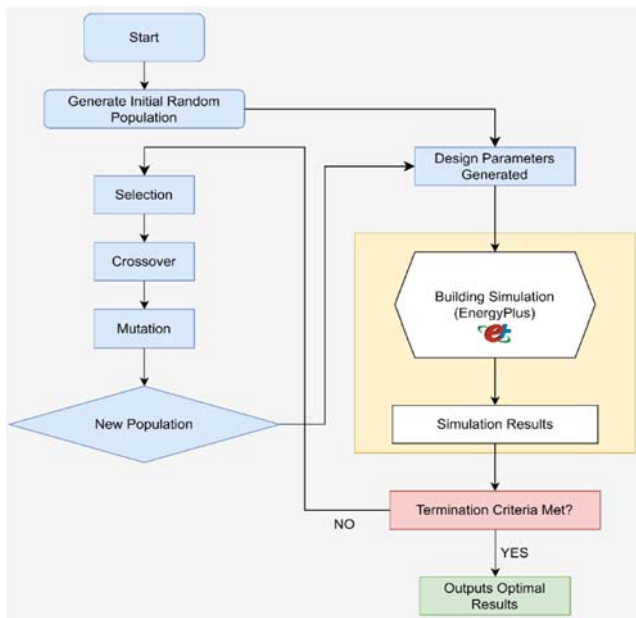 Start
Generate Initial Random
Population
Design Parameters
Generated
Selection
Crossover
Mutation
New Population
Building Simulation
(EnergyPlus)
e+
Simulation Results
Termination Criteria Met?
NO
YES
Outputs Optimal
Results